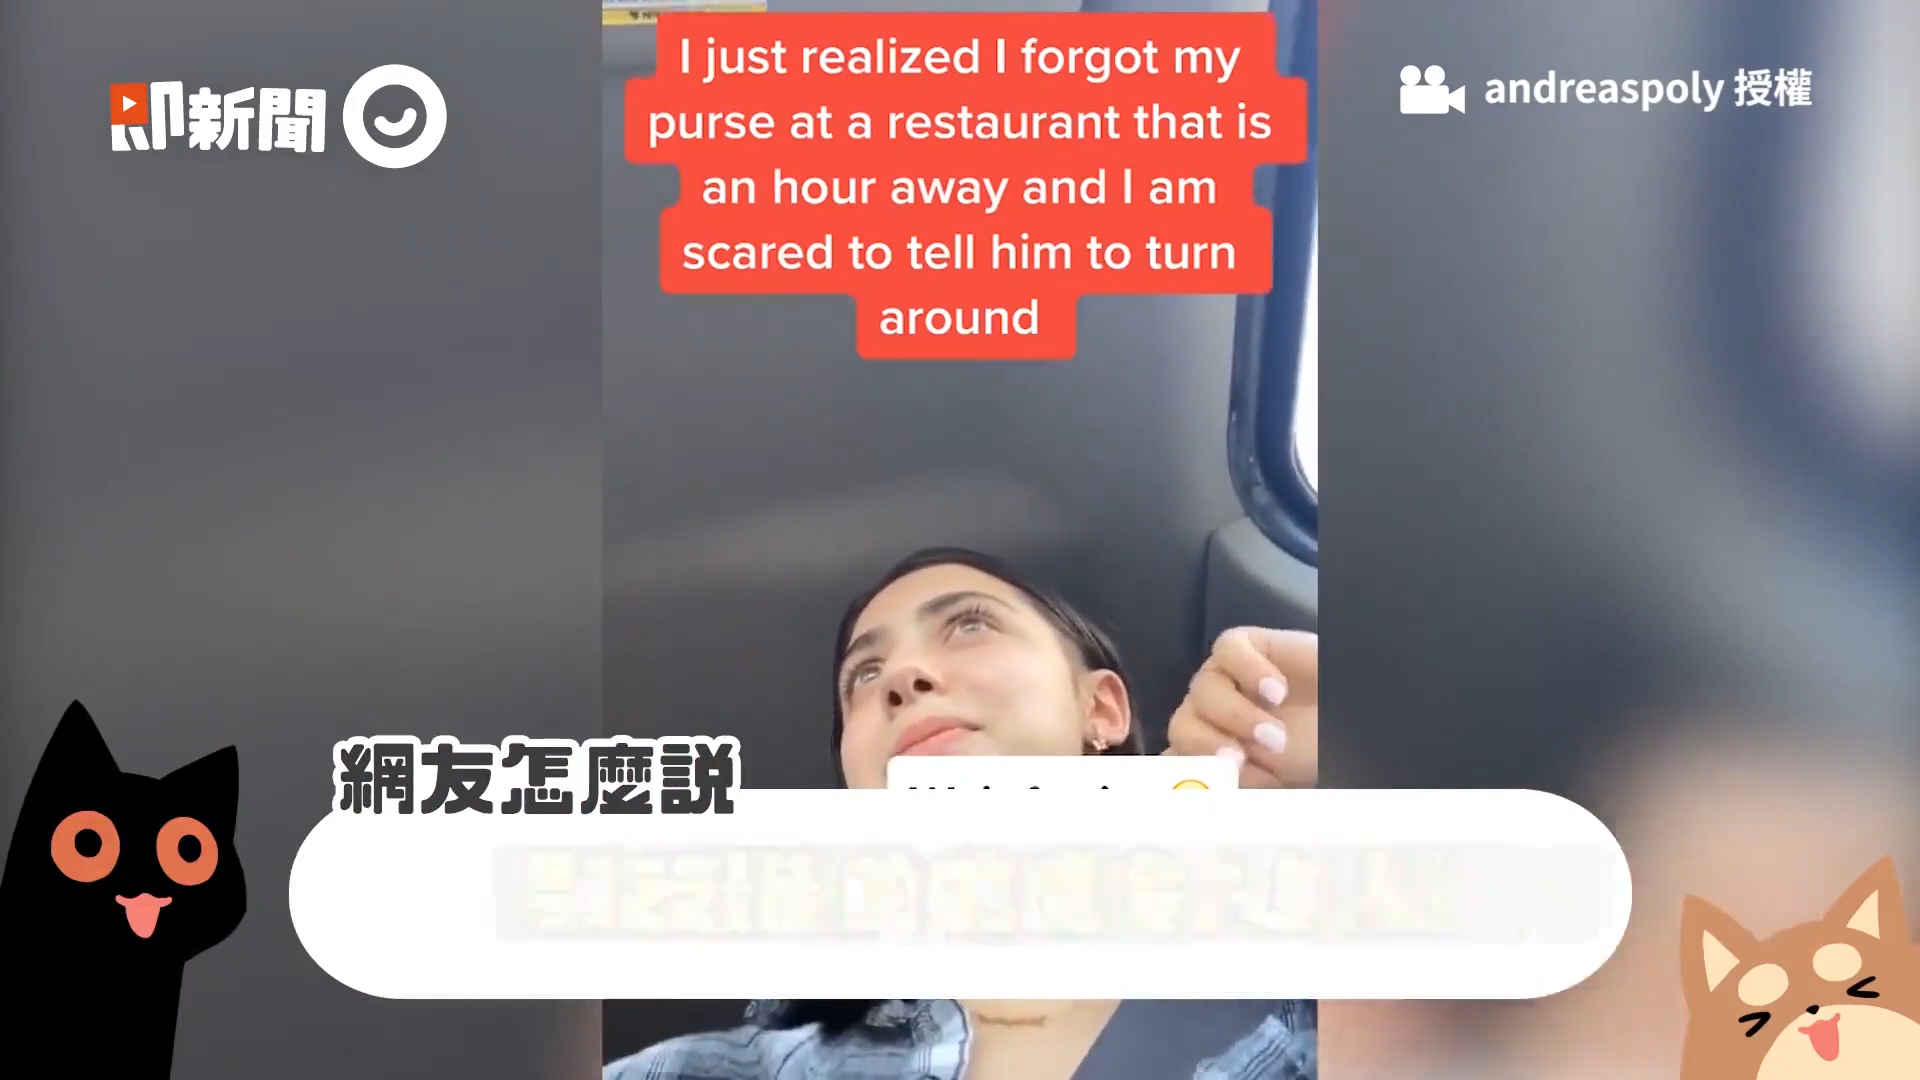 即新聞
andreaspoly 授權
I just realized I forgot my
purse at a restaurant that is
an hour away and I am
scared to tell him to turn
around
網友怎麼説